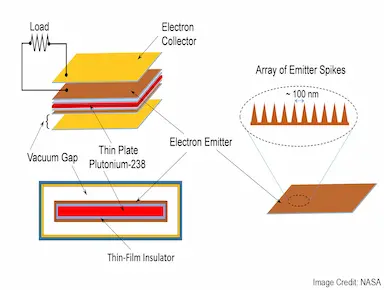 Load
Electron
Collector
Array of Emitter Spikes
~ 100 nm
Electron Emitter
Thin Plate
Plutonium-238
Vacuum Gap
Thin-Film Insulator
Image Credit: NASA